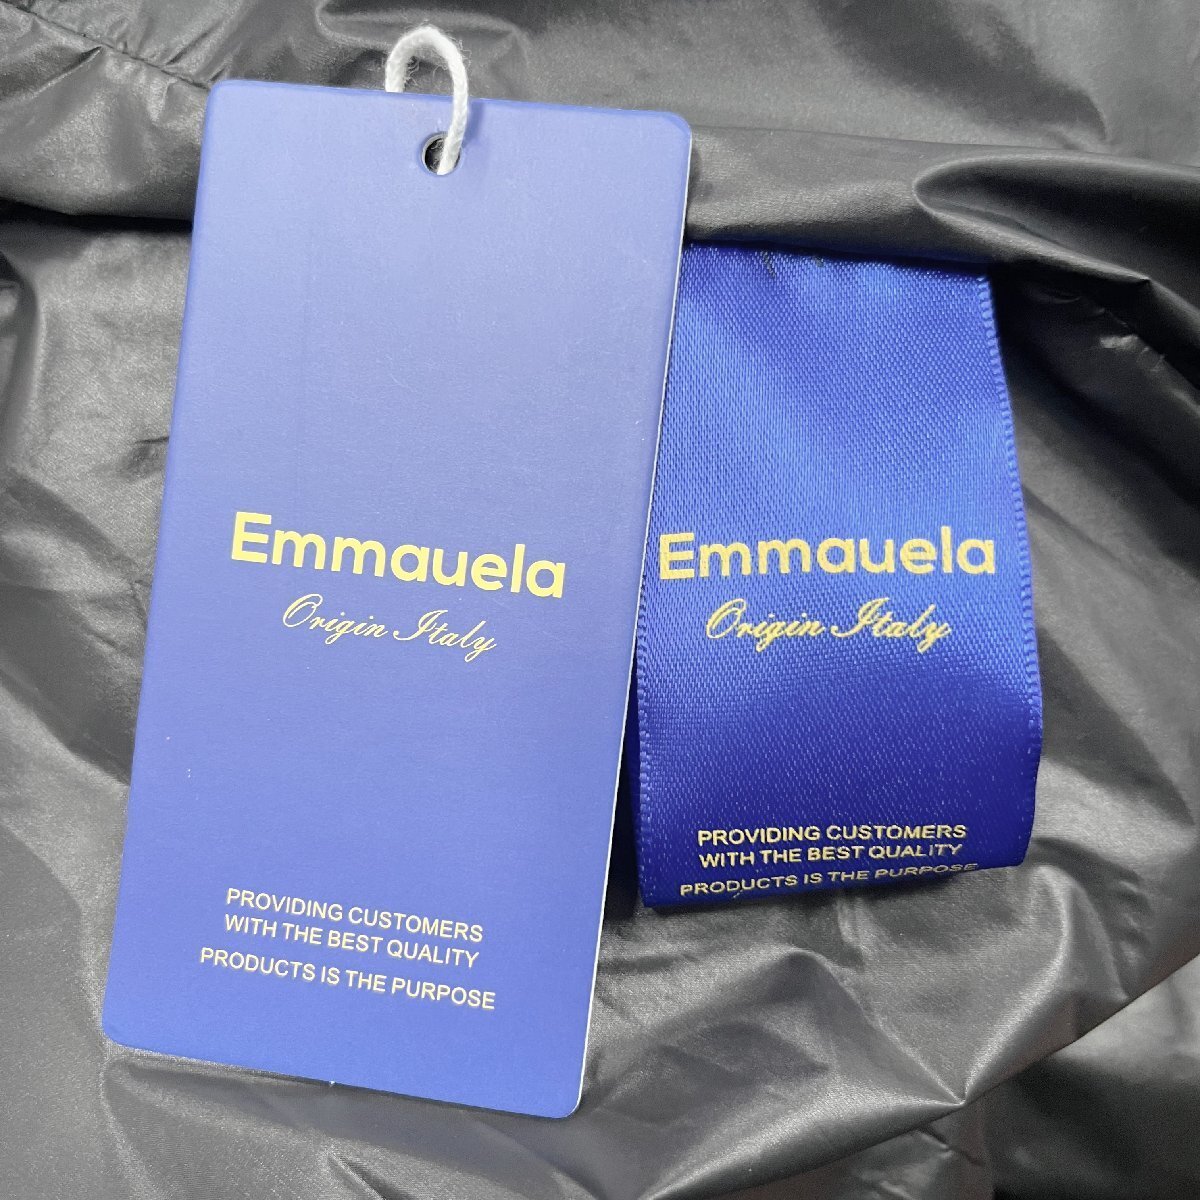 Emmauela
Origin Italy
PROVIDING CUSTOMERS
WITH THE BEST QUALITY
PRODUCTS IS THE PURPOSE
Emmauela
Origin Italy
PROVIDING CUSTOMERS
WITH THE BEST QUALITY
PRODUCTS IS THE PURPOSE